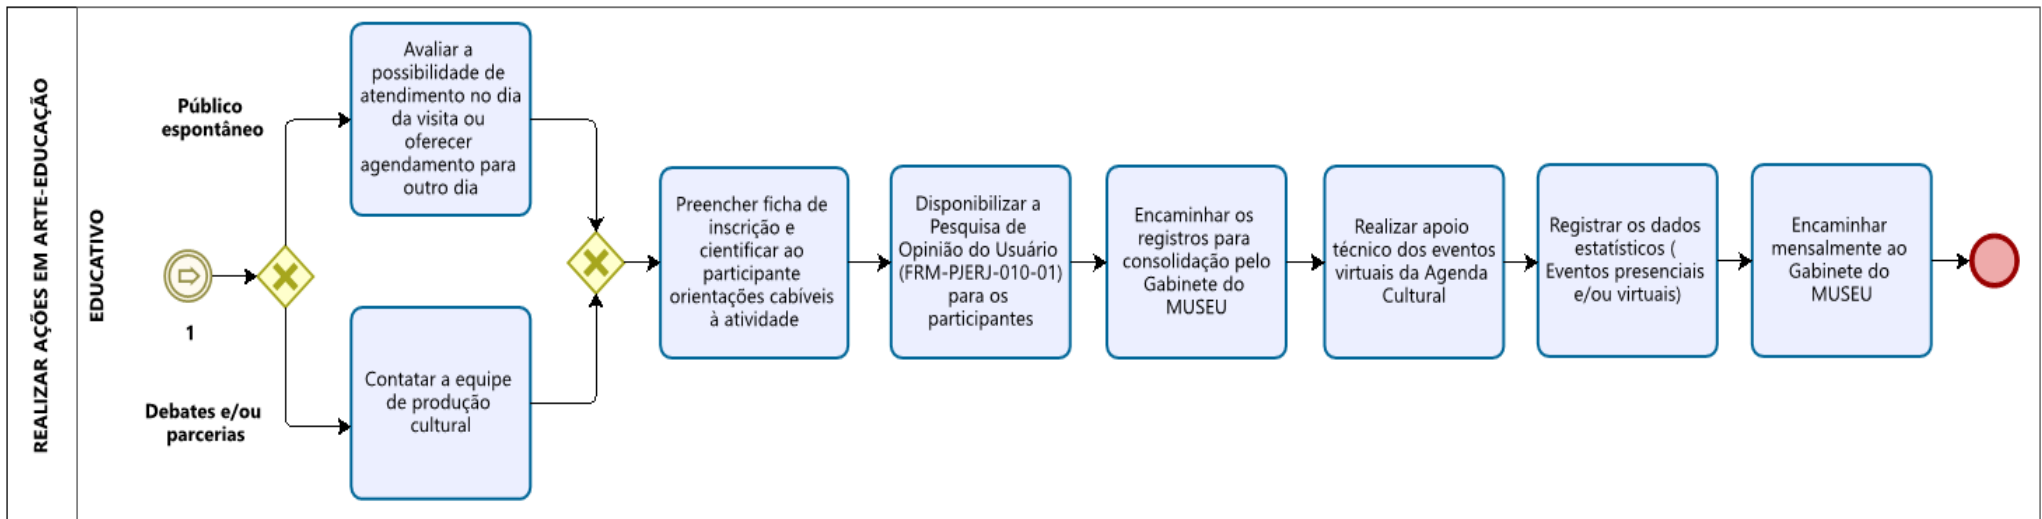 REALIZAR AÇÕES EM ARTE-EDUCAÇÃO
EDUCATIVO
1
Público
espontâneo
Debates e/ou
parcerias
Avaliar a
possibilidade de
atendimento no dia
da visita ou
oferecer
agendamento para
outro dia
Contatar a equipe
de produção
cultural
Preencher ficha de
inscrição e
cientificar ao
participante
orientações cabíveis
à atividade
Disponibilizar a
Pesquisa de
Opinião do Usuário
(FRM-PJERJ-010-01)
para os
participantes
Encaminhar os
registros para
consolidação pelo
Gabinete do
MUSEU
Realizar apoio
técnico dos eventos
virtuais da Agenda
Cultural
Registrar os dados
estatísticos (
Eventos presenciais
e/ou virtuais)
Encaminhar
mensalmente ao
Gabinete do
MUSEU